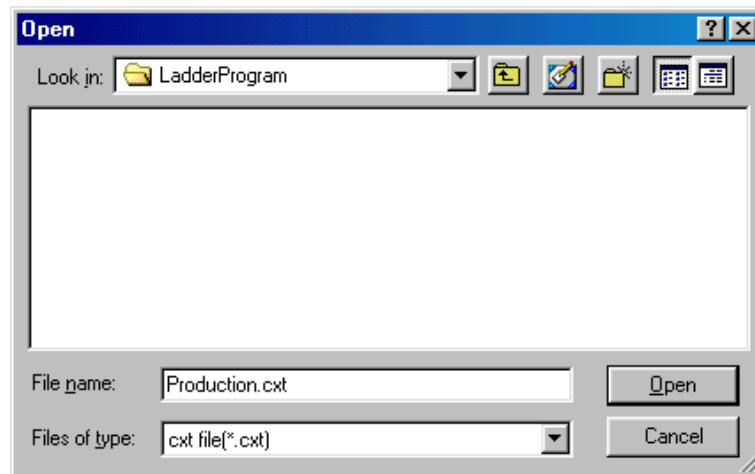 Open
Look in: LadderProgram
File name: Production.cxt Open
Files of type: cxt file(*.cxt) Cancel